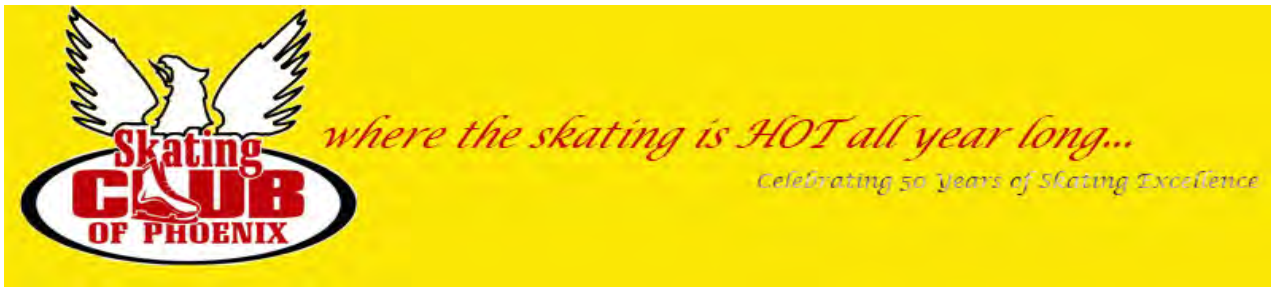 Skating
CLUB
OF PHOENIX
where the skating is HOT all year long...
Celebrating 50 Years of Skating Excellence